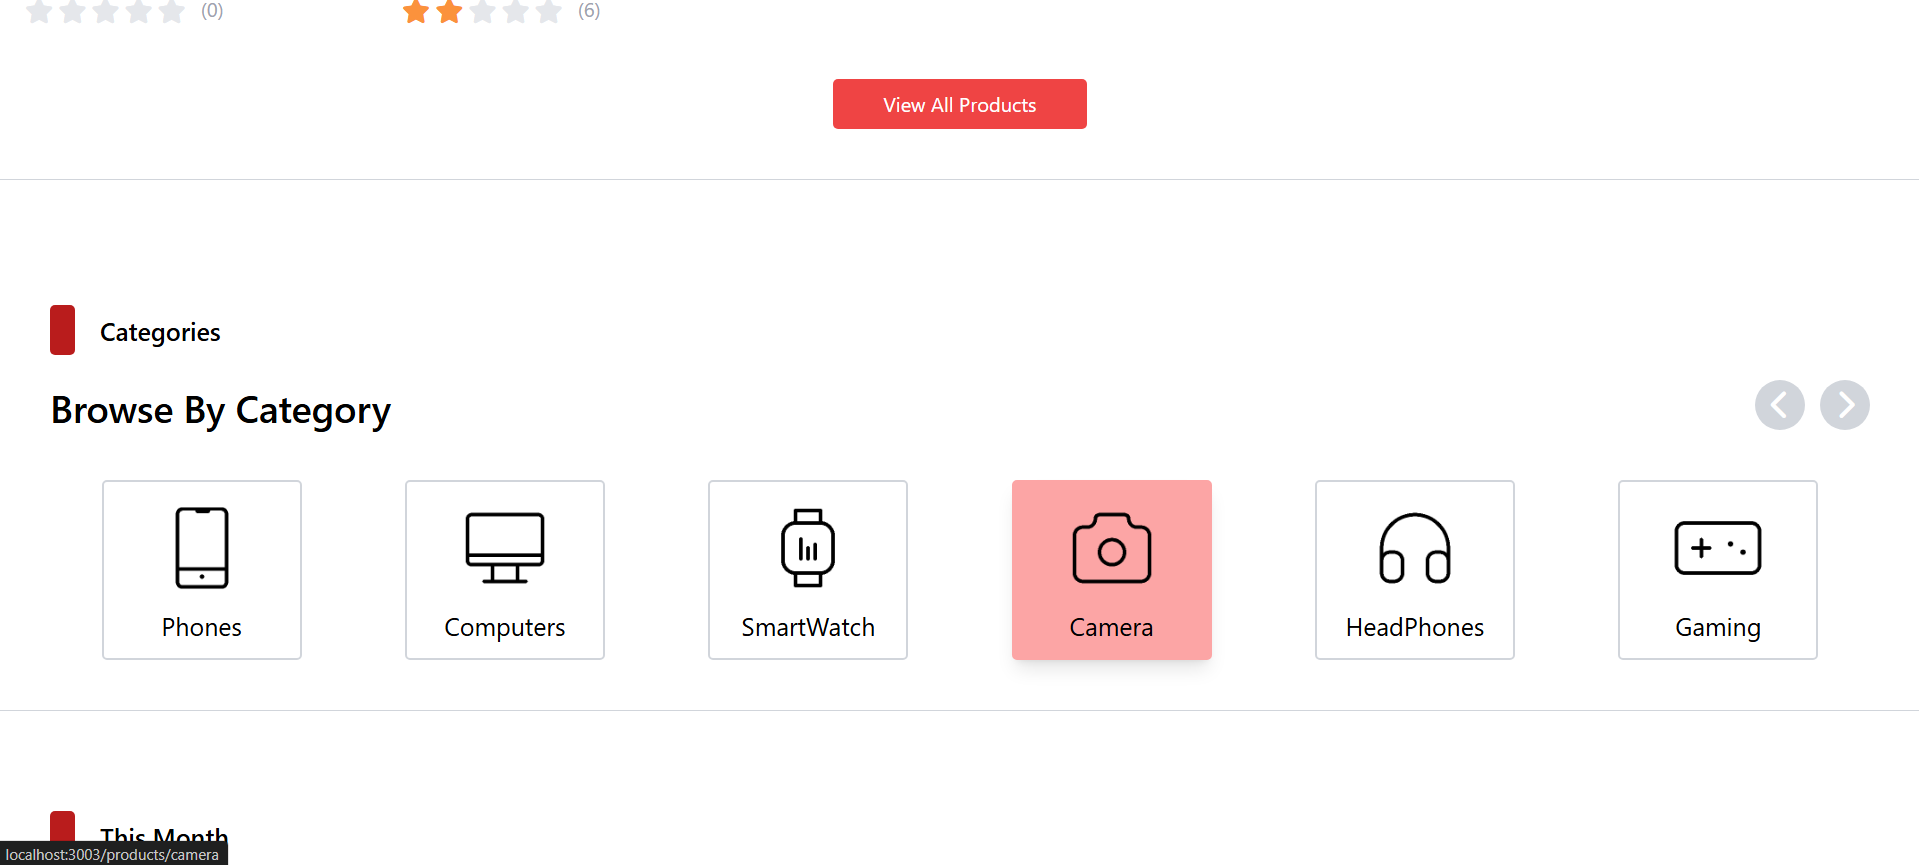 (0) (6)
View All Products
Categories
Browse By Category
Phones Computers SmartWatch Camera HeadPhones Gaming
This Month
localhost:3003/products/camera